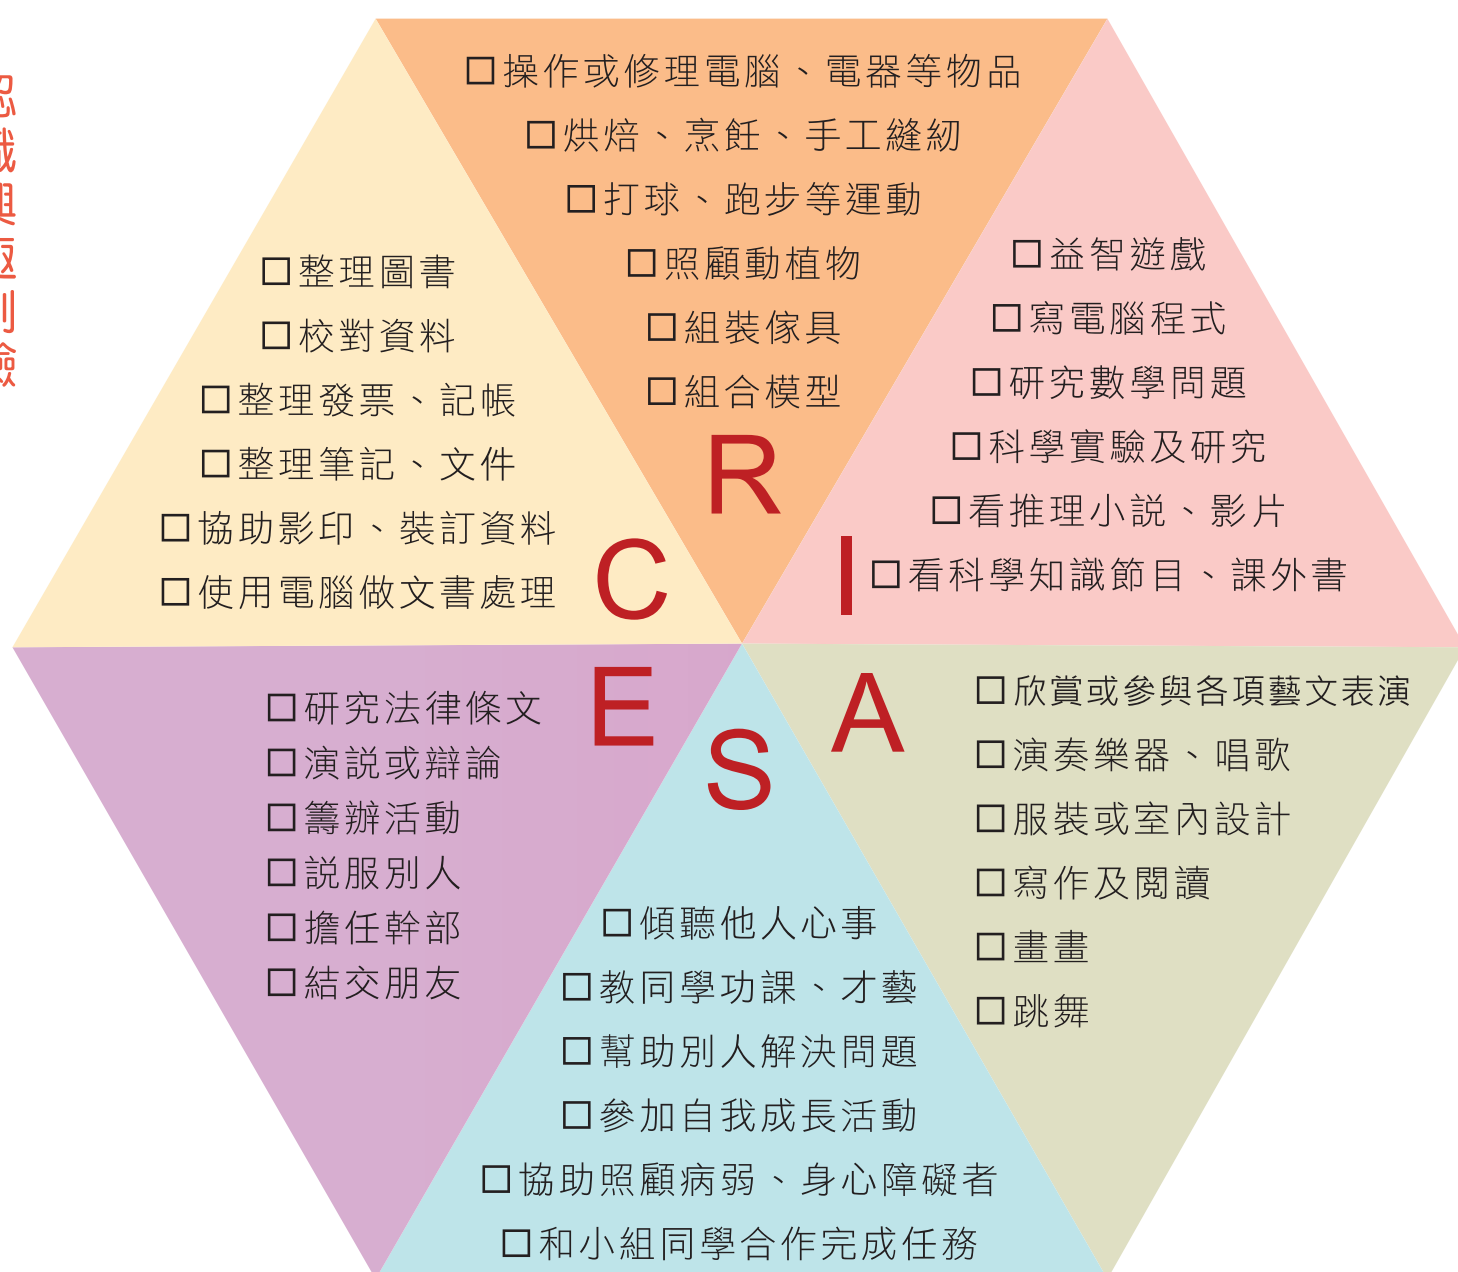 □操作或修理電腦、電器等物品
□烘焙、烹飪、手工縫紉
□打球、跑步等運動
□照顧動植物
□組裝傢具
□組合模型
R
□益智遊戲
□寫電腦程式
□研究數學問題
□科學實驗及研究
□看推理小說、影片
□看科學知識節目、課外書
I
□欣賞或參與各項藝文表演
□演奏樂器、唱歌
□服裝或室內設計
□寫作及閱讀
□畫畫
□跳舞
A
S
□傾聽他人心事
□教同學功課、才藝
□幫助別人解決問題
□參加自我成長活動
□協助照顧病弱、身心障礙者
□和小組同學合作完成任務
E
□研究法律條文
□演說或辯論
□籌辦活動
□說服別人
□擔任幹部
□結交朋友
□整理圖書
□校對資料
□整理發票、記帳
□整理筆記、文件
□協助影印、裝訂資料
□使用電腦做文書處理
C